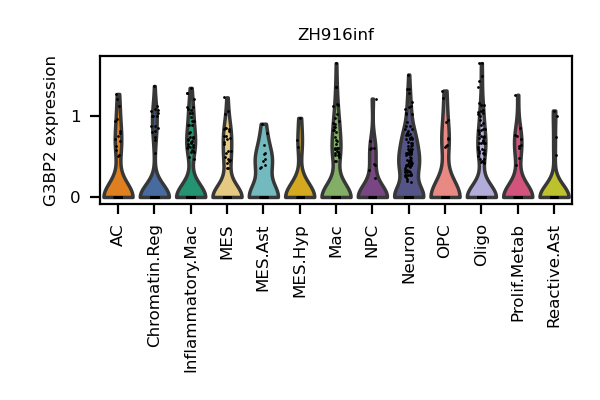 ZH916inf
G3BP2 expression
1
0
AC
Chromatin.Reg
Inflammatory.Mac
MES
MES.Ast
MES.Hyp
Mac
NPC
Neuron
OPC
Oligo
Prolif.Metab
Reactive.Ast